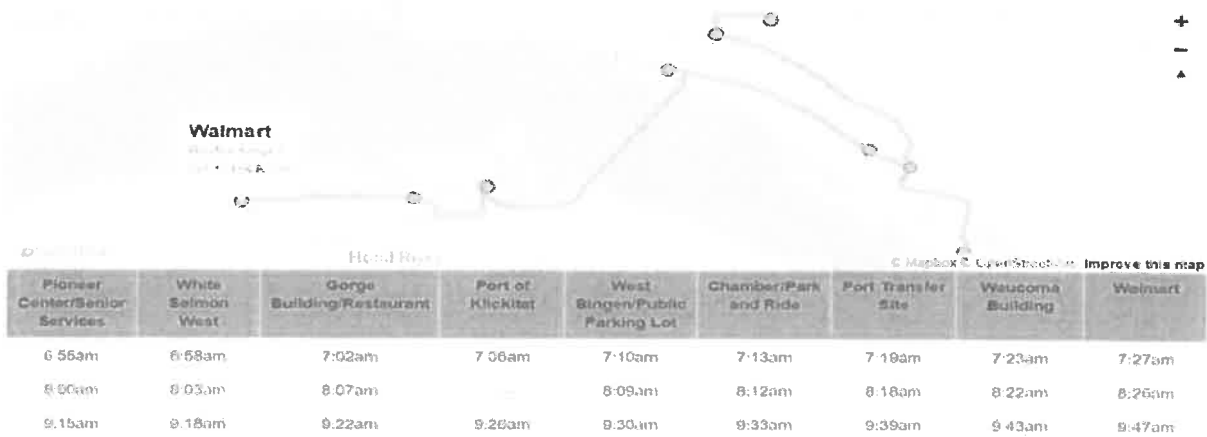 +
−
▲
Walmart
Hood River
© Mapbox © OpenStreetMap Improve this map
Pioneer Center/Senior Services White Salmon West Gorge Building/Restaurant Port of Klickitat West Bingen/Public Parking Lot Chamber/Park and Ride Port Transfer Site Waucoma Building Walmart
6:55am 6:58am 7:02am 7:06am 7:10am 7:13am 7:19am 7:23am 7:27am
8:00am 8:03am 8:07am 8:09am 8:12am 8:18am 8:22am 8:26am
9:15am 9:18am 9:22am 9:26am 9:30am 9:33am 9:39am 9:43am 9:47am